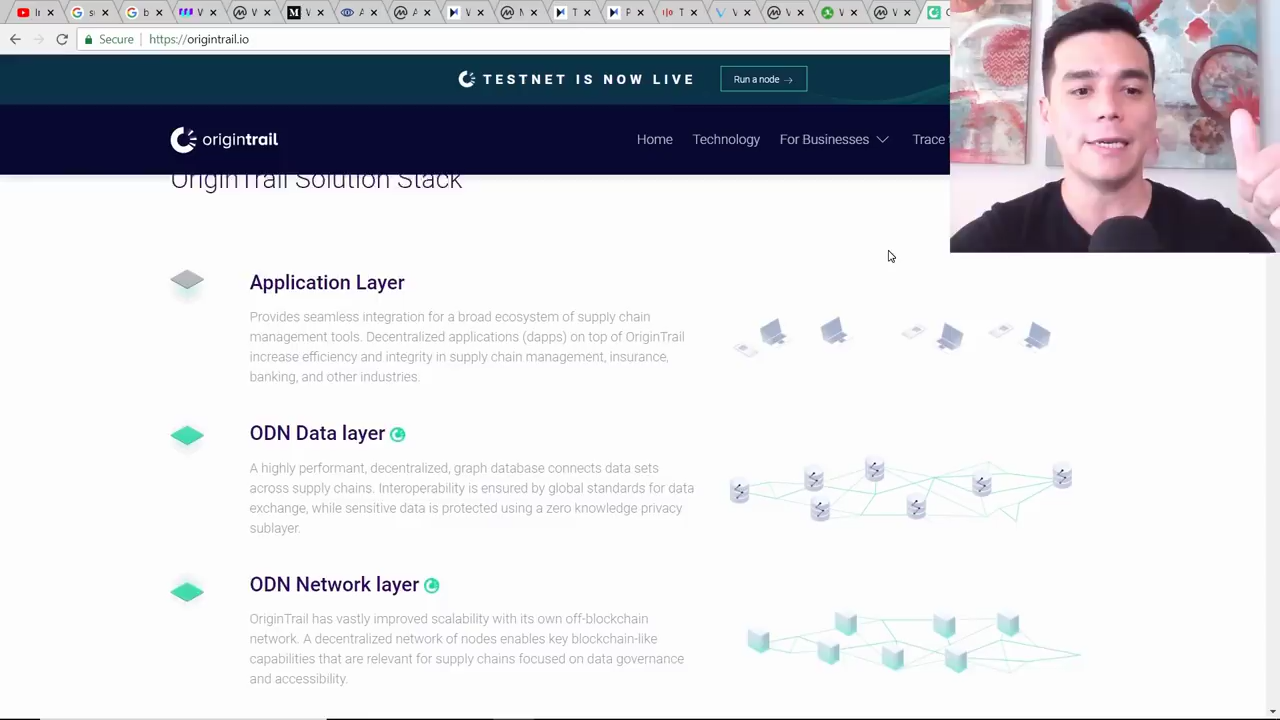 Secure https://origintrail.io
TESTNET IS NOW LIVE
Run a node →
origintrail
Home Technology For Businesses Trace
OriginTrail Solution Stack
Application Layer
Provides seamless integration for a broad ecosystem of supply chain
management tools. Decentralized applications (dapps) on top of OriginTrail
increase efficiency and integrity in supply chain management, insurance,
banking, and other industries.
ODN Data layer
A highly performant, decentralized, graph database connects data sets
across supply chains. Interoperability is ensured by global standards for data
exchange, while sensitive data is protected using a zero knowledge privacy
sublayer.
ODN Network layer
OriginTrail has vastly improved scalability with its own off-blockchain
network. A decentralized network of nodes enables key blockchain-like
capabilities that are relevant for supply chains focused on data governance
and accessibility.